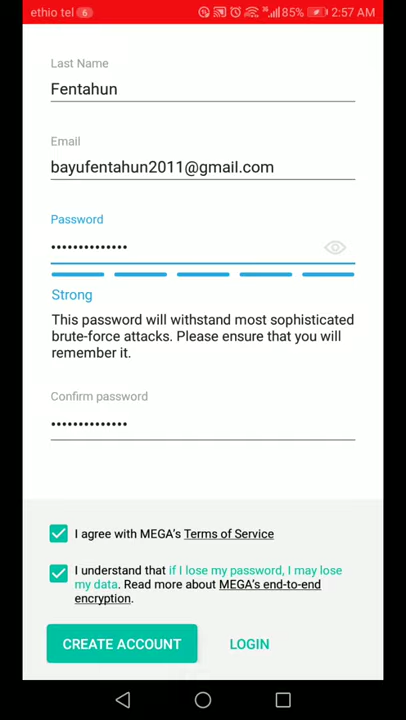 ethio tel 6 85% 2:57 AM
Last Name
Fentahun
Email
bayufentahun2011@gmail.com
Password
••••••••••••••
Strong
This password will withstand most sophisticated
brute-force attacks. Please ensure that you will
remember it.
Confirm password
••••••••••••••
I agree with MEGA's Terms of Service
I understand that if I lose my password, I may lose
my data. Read more about MEGA's end-to-end
encryption.
CREATE ACCOUNT LOGIN